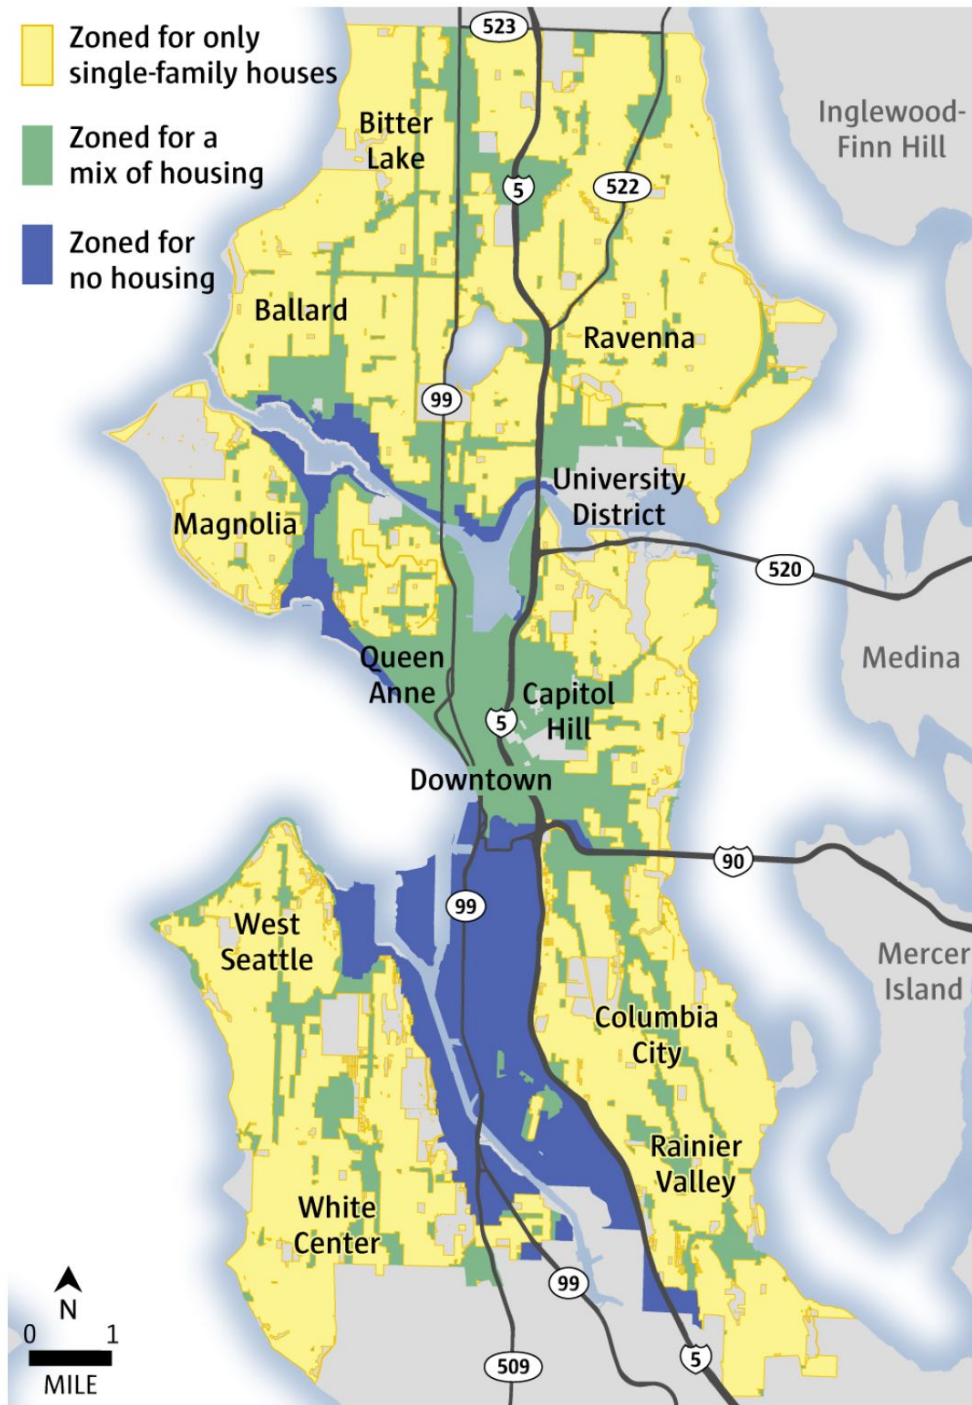 Zoned for only
single-family houses
Zoned for a
mix of housing
Zoned for
no housing
523
Bitter
Lake
5
522
Inglewood-
Finn Hill
Ballard
Ravenna
99
Magnolia
University
District
520
Queen
Anne
Capitol
Hill
Medina
5
Downtown
90
99
West
Seattle
Mercer
Island
Columbia
City
Rainier
Valley
White
Center
N
0 1
MILE
99
509
5